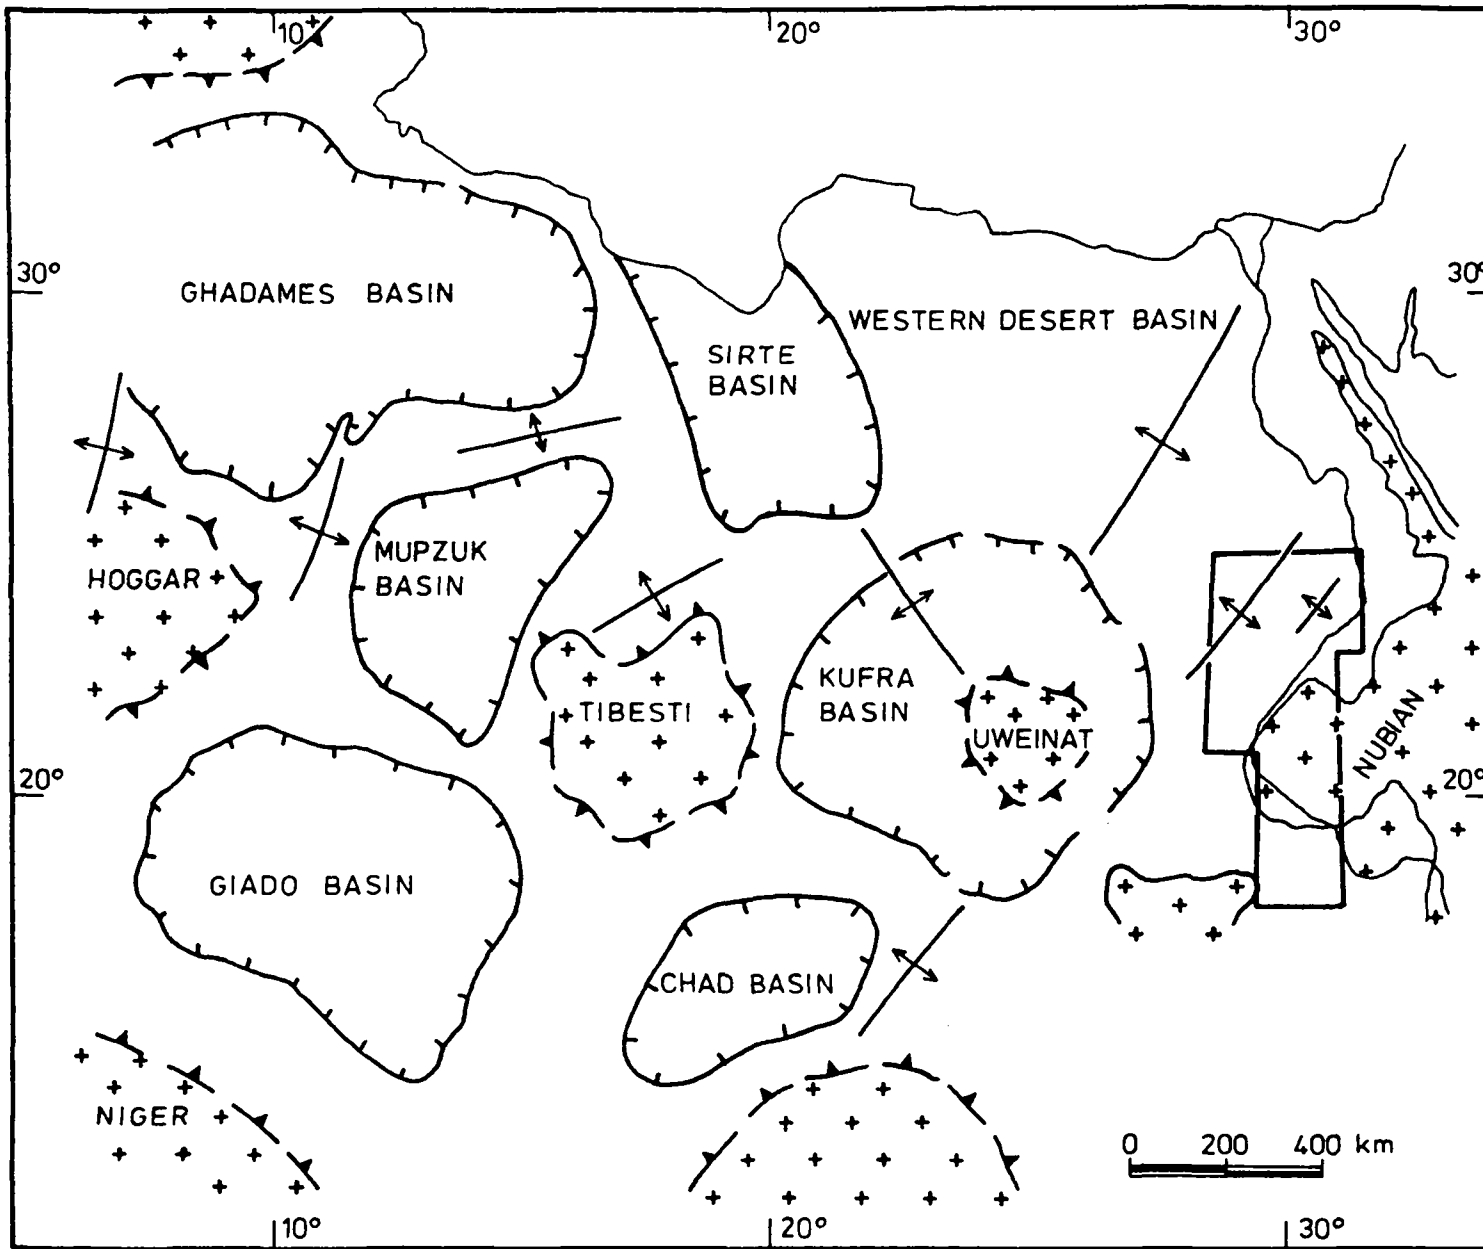 10° 20° 30°
30° 30°
GHADAMES BASIN
WESTERN DESERT BASIN
SIRTE
BASIN
MUPZUK
BASIN
HOGGAR
KUFRA
BASIN
TIBESTI
UWEINAT
NUBIAN
20° 20°
GIADO BASIN
CHAD BASIN
NIGER
0 200 400 km
10° 20° 30°